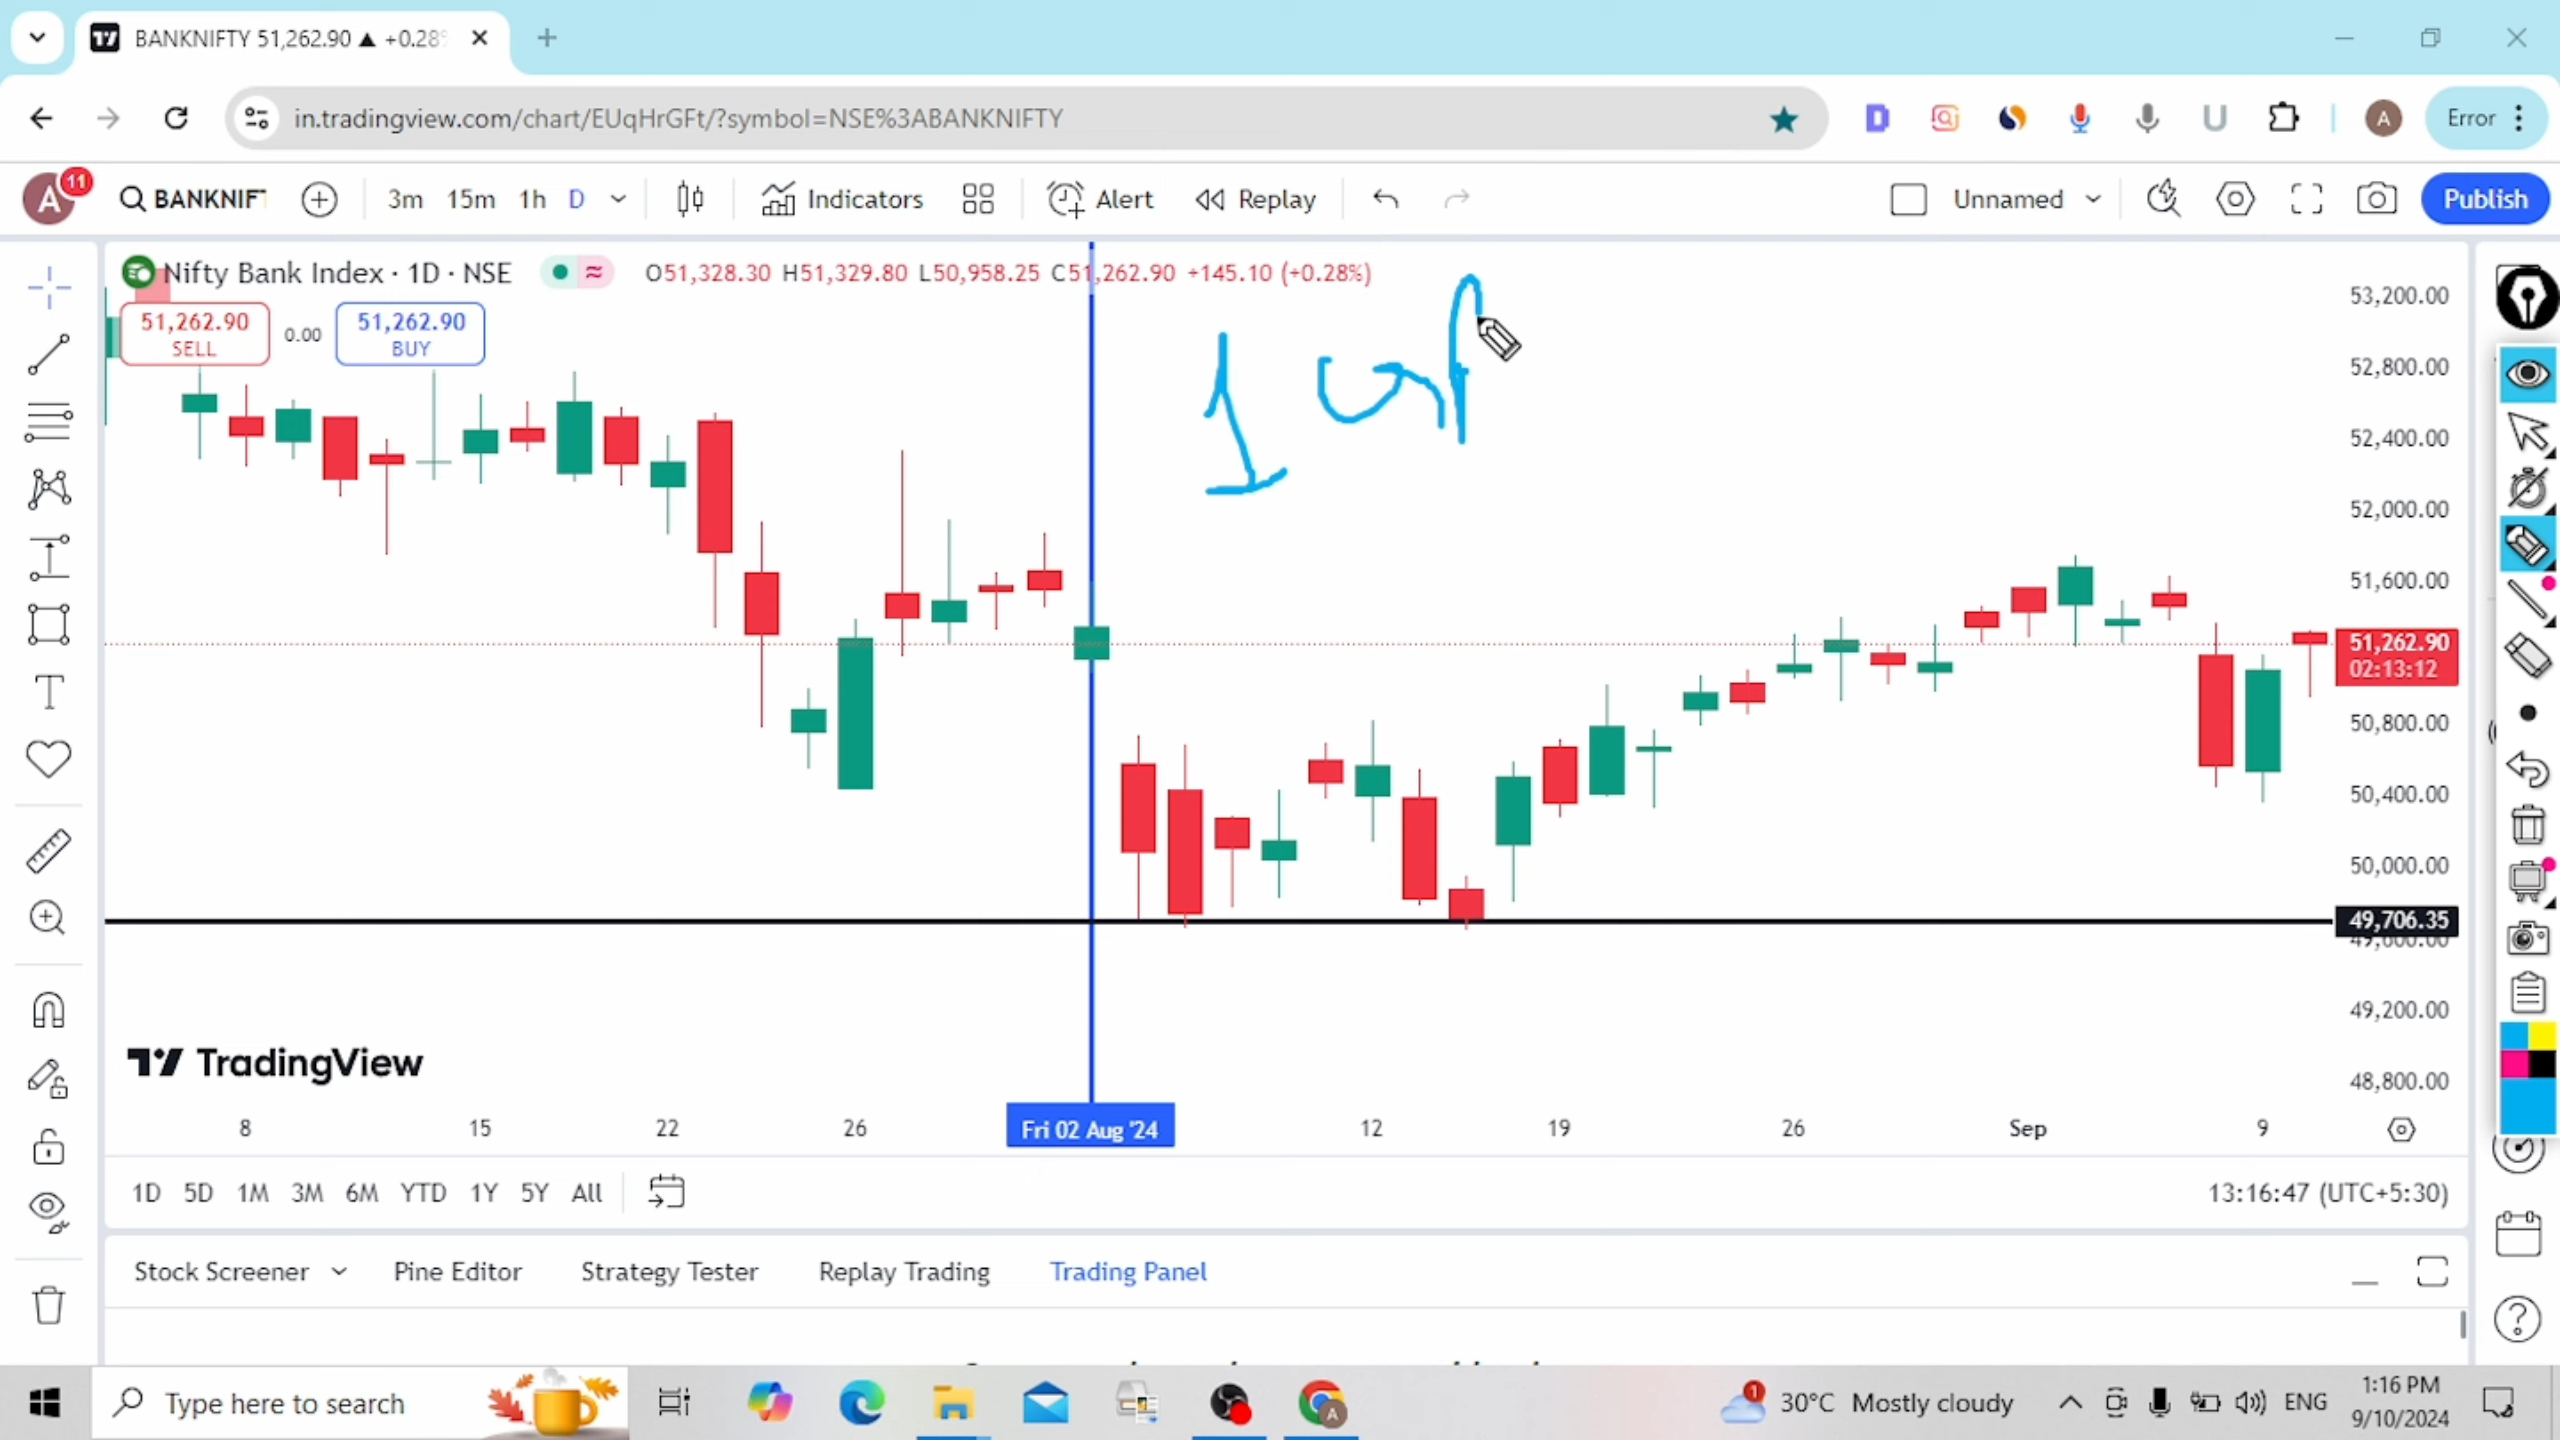 BANKNIFTY 51,262.90 ▲ +0.28
in.tradingview.com/chart/EUqHrGFt/?symbol=NSE%3ABANKNIFTY
A
Error
A 11 BANKNIF 3m 15m 1h D Indicators Alert Replay Unnamed Publish
Nifty Bank Index · 1D · NSE O51,328.30 H51,329.80 L50,958.25 C51,262.90 +145.10 (+0.28%)
51,262.90
SELL
0.00
51,262.90
BUY
1
53,200.00
52,800.00
52,400.00
52,000.00
51,600.00
51,262.90
02:13:12
50,800.00
50,400.00
50,000.00
49,706.35
49,600.00
49,200.00
48,800.00
TradingView
8 15 22 26 Fri 02 Aug '24 12 19 26 Sep 9
1D 5D 1M 3M 6M YTD 1Y 5Y All 13:16:47 (UTC+5:30)
Stock Screener Pine Editor Strategy Tester Replay Trading Trading Panel
Type here to search 1 30°C Mostly cloudy ENG 1:16 PM
9/10/2024